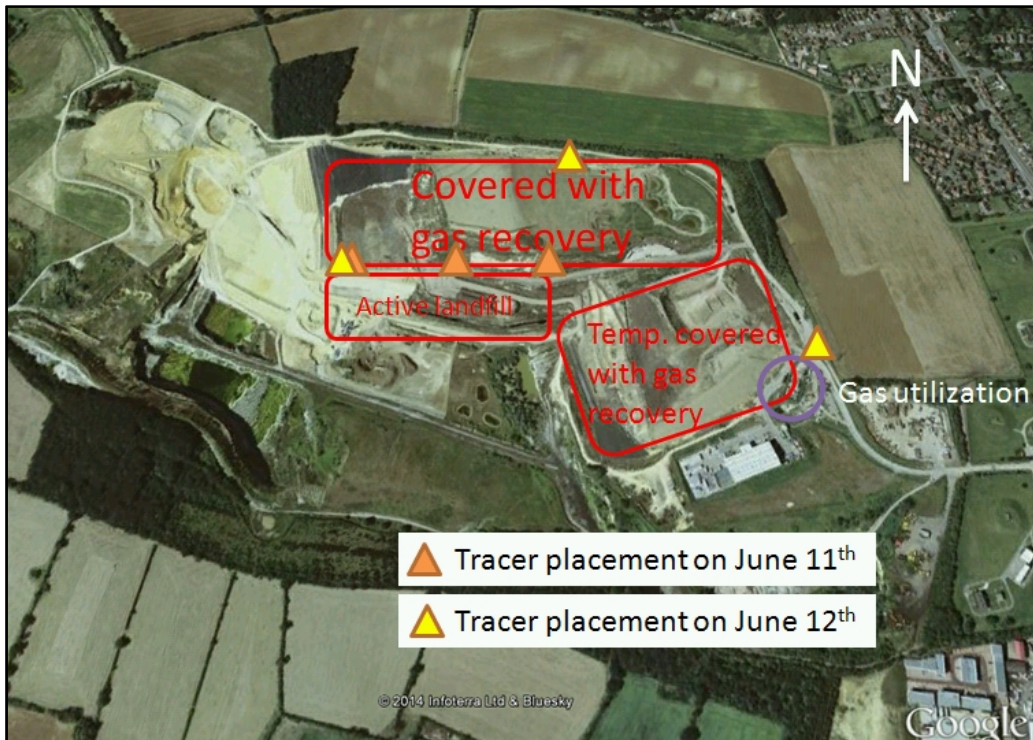 N
Covered with
gas recovery
Active landfill
Temp. covered
with gas
recovery
Gas utilization
Tracer placement on June 11th
Tracer placement on June 12th
© 2014 Infoterra Ltd & Bluesky
Google